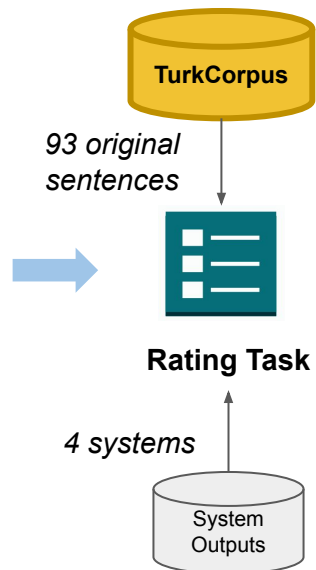 TurkCorpus
93 original
sentences
Rating Task
4 systems
System
Outputs